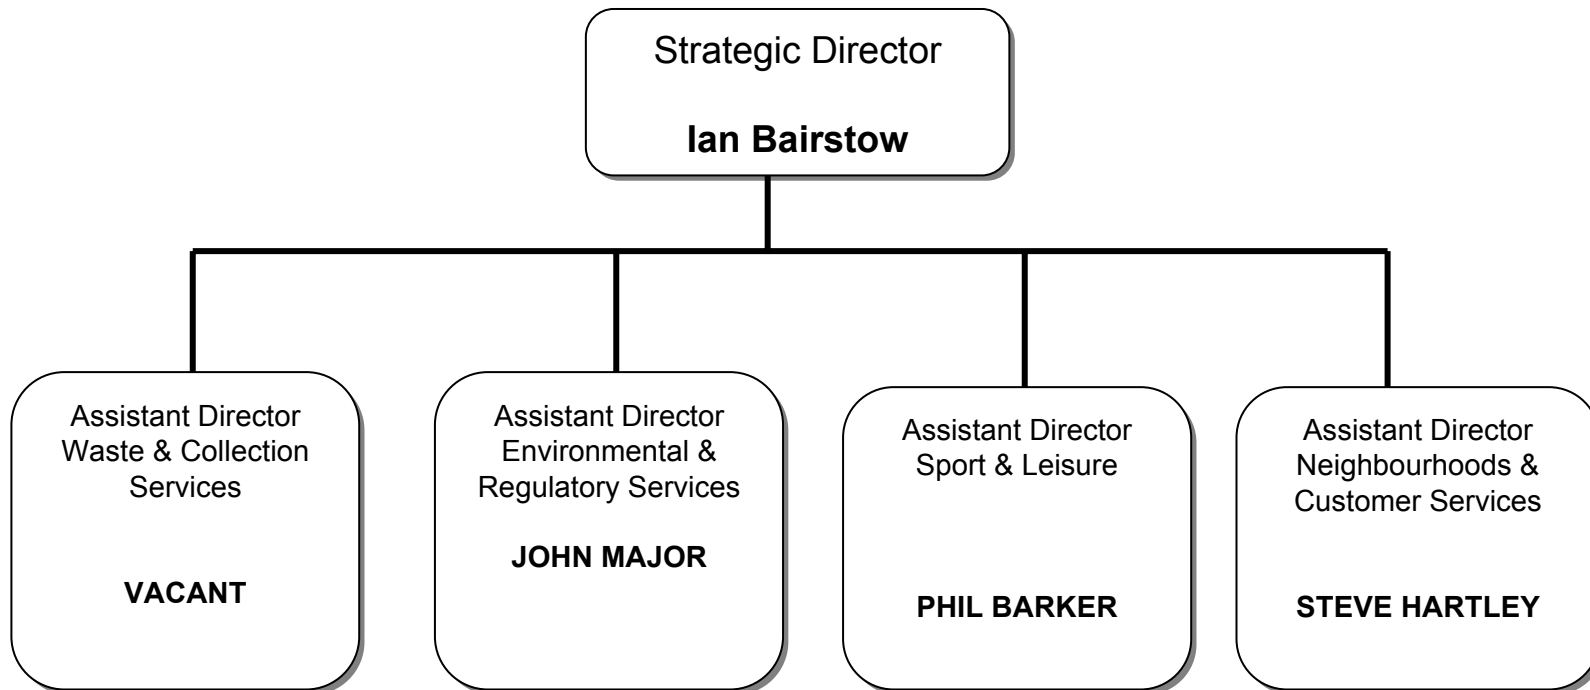 Strategic Director
Ian Bairstow
Assistant Director
Waste & Collection
Services
VACANT
Assistant Director
Environmental &
Regulatory Services
JOHN MAJOR
Assistant Director
Sport & Leisure
PHIL BARKER
Assistant Director
Neighbourhoods &
Customer Services
STEVE HARTLEY